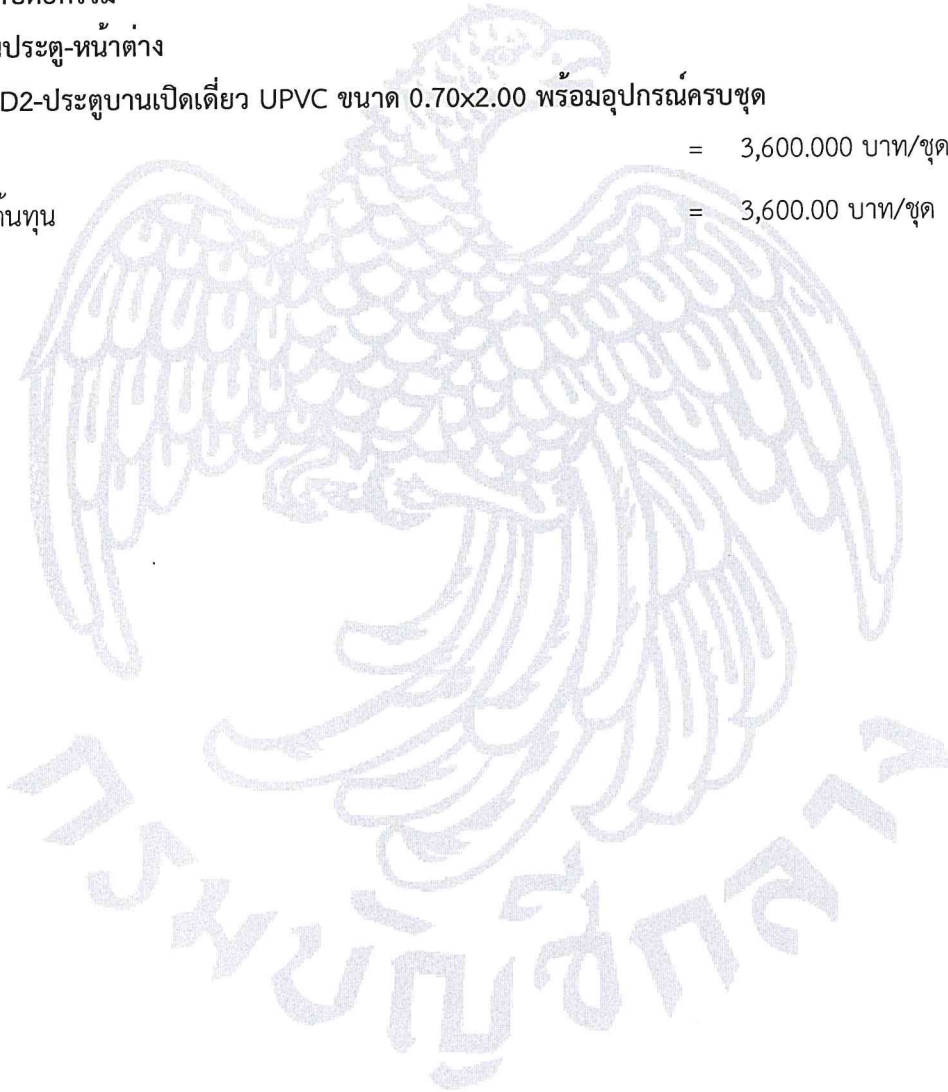 นประตู-หน้าต่าง
D2-ประตูบานเปิดเดี่ยว UPVC ขนาด 0.70x2.00 พร้อมอุปกรณ์ครบชุด
= 3,600.000 บาท/ชุด
้นทุน = 3,600.00 บาท/ชุด
กรมบัญชีกลาง